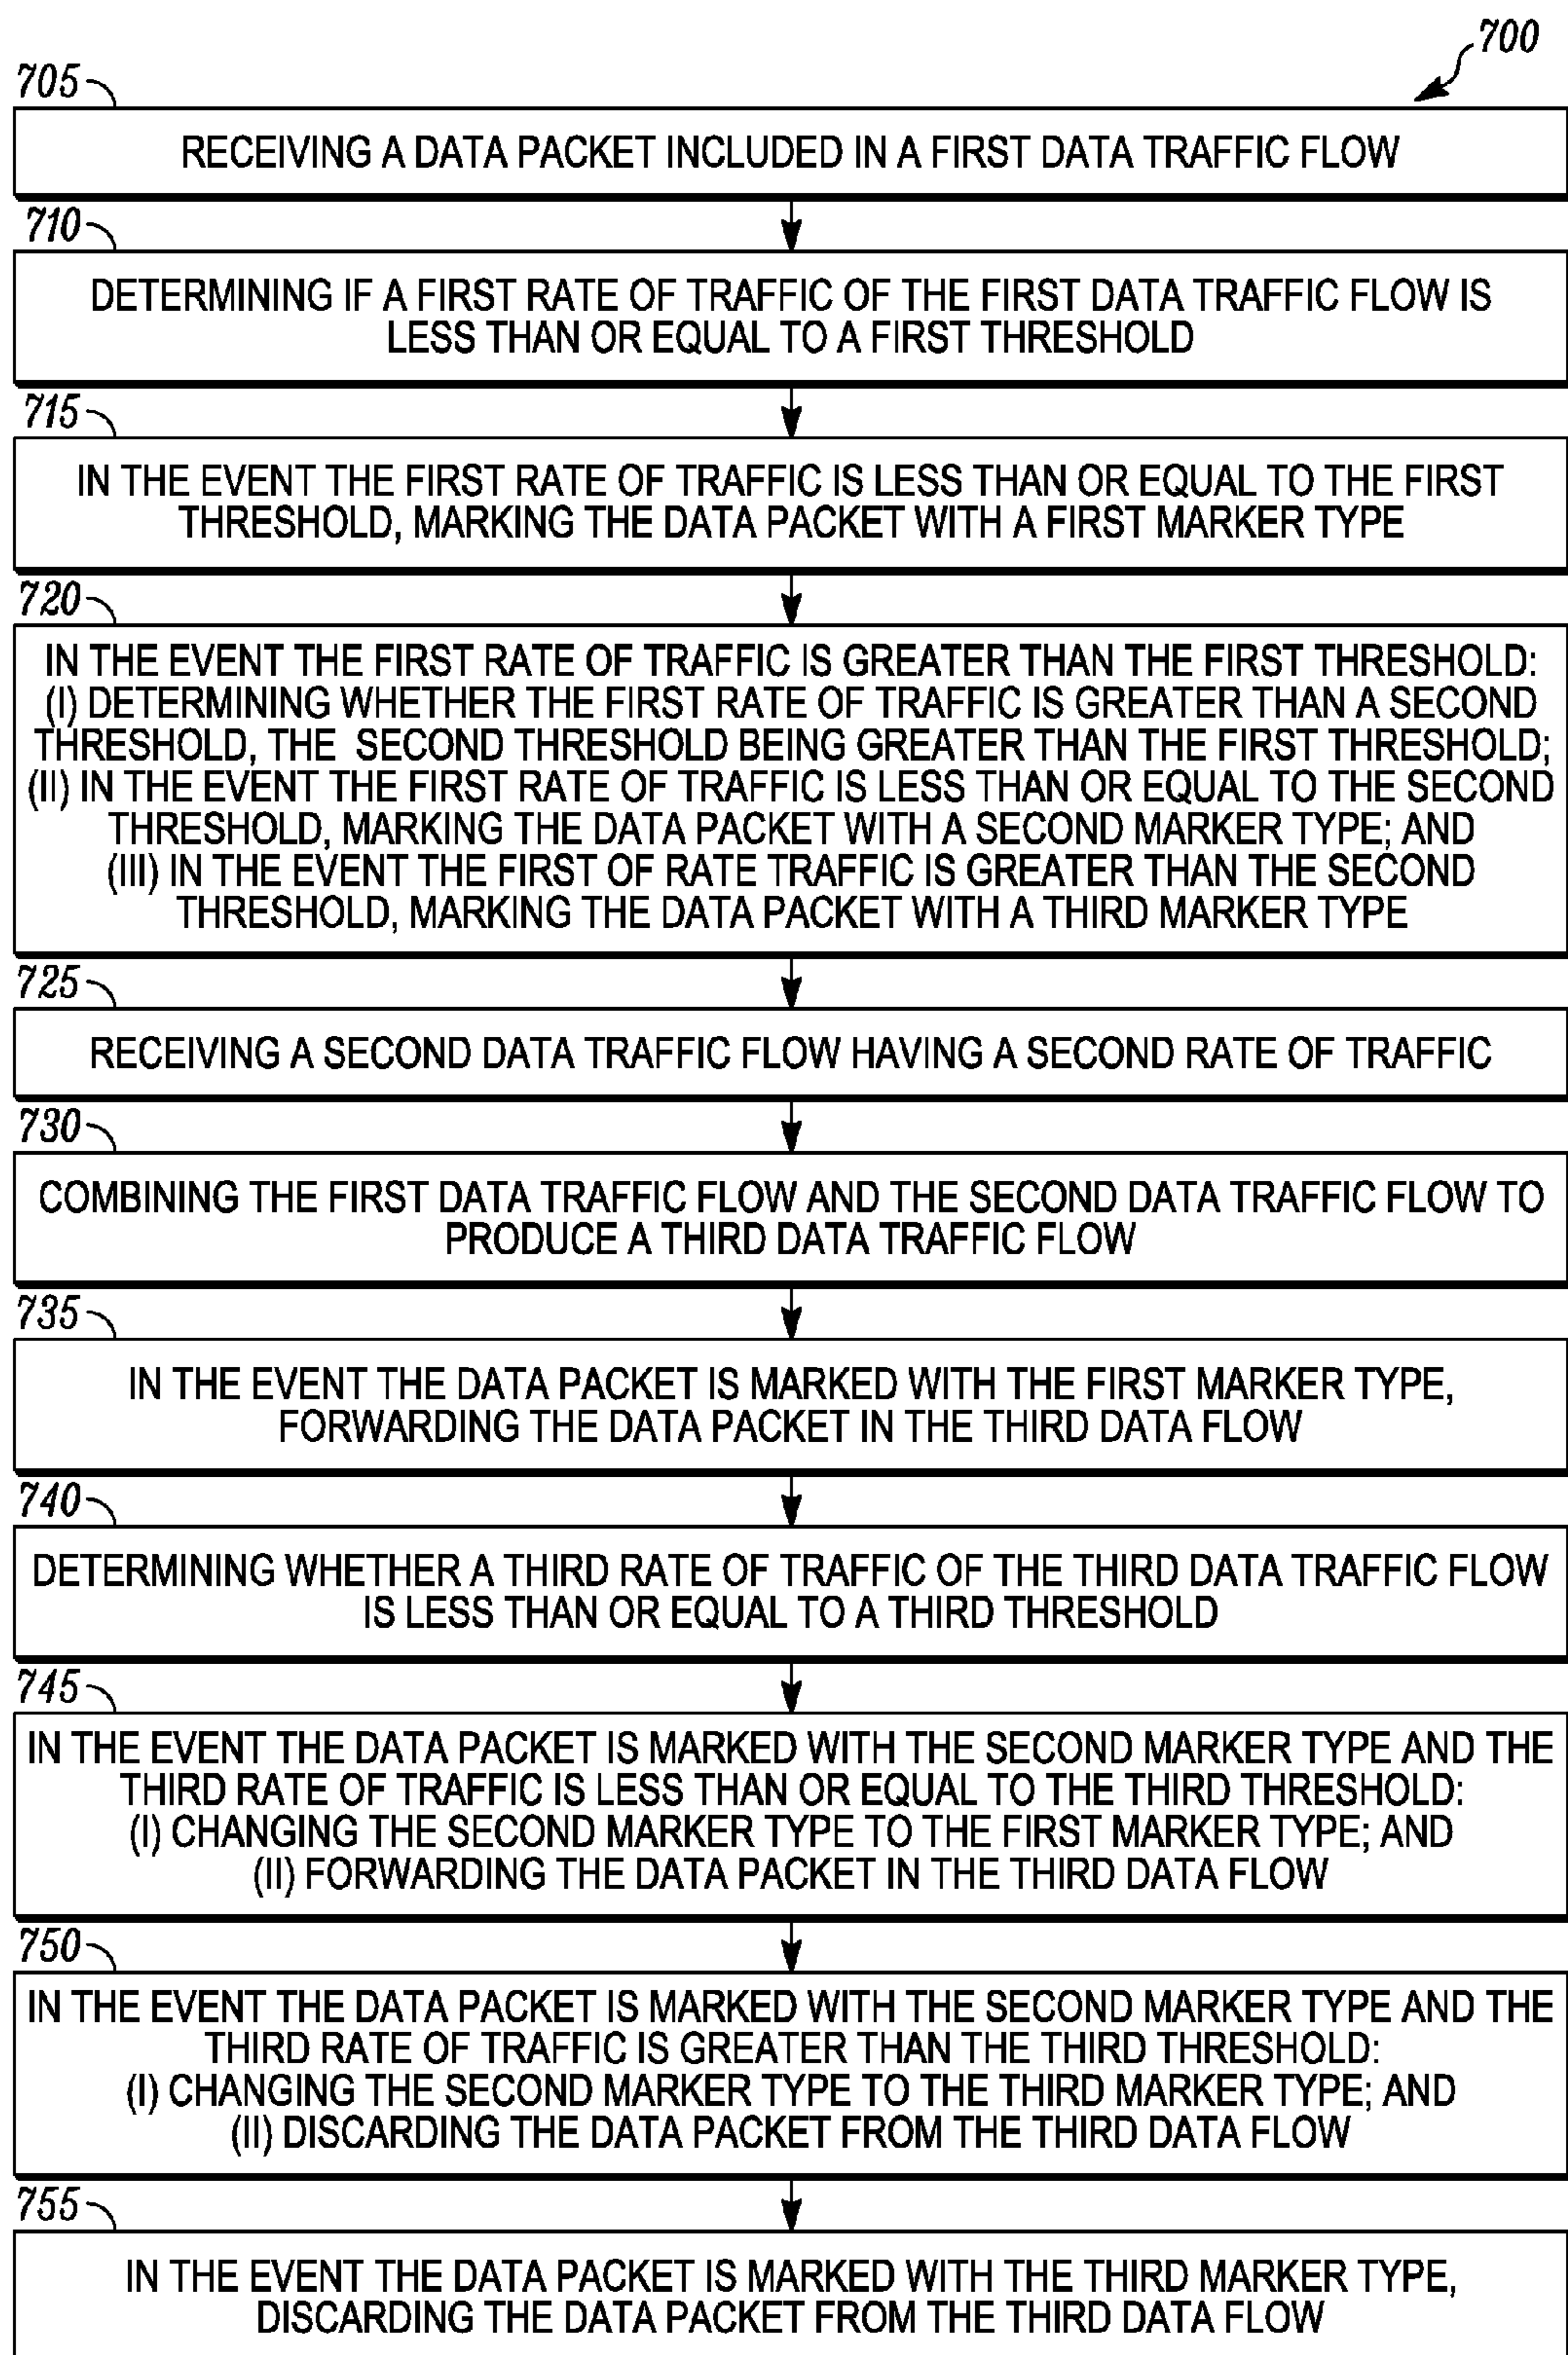 700
705
RECEIVING A DATA PACKET INCLUDED IN A FIRST DATA TRAFFIC FLOW
710
DETERMINING IF A FIRST RATE OF TRAFFIC OF THE FIRST DATA TRAFFIC FLOW IS
LESS THAN OR EQUAL TO A FIRST THRESHOLD
715
IN THE EVENT THE FIRST RATE OF TRAFFIC IS LESS THAN OR EQUAL TO THE FIRST
THRESHOLD, MARKING THE DATA PACKET WITH A FIRST MARKER TYPE
720
IN THE EVENT THE FIRST RATE OF TRAFFIC IS GREATER THAN THE FIRST THRESHOLD:
(I) DETERMINING WHETHER THE FIRST RATE OF TRAFFIC IS GREATER THAN A SECOND
THRESHOLD, THE SECOND THRESHOLD BEING GREATER THAN THE FIRST THRESHOLD;
(II) IN THE EVENT THE FIRST RATE OF TRAFFIC IS LESS THAN OR EQUAL TO THE SECOND
THRESHOLD, MARKING THE DATA PACKET WITH A SECOND MARKER TYPE; AND
(III) IN THE EVENT THE FIRST OF RATE TRAFFIC IS GREATER THAN THE SECOND
THRESHOLD, MARKING THE DATA PACKET WITH A THIRD MARKER TYPE
725
RECEIVING A SECOND DATA TRAFFIC FLOW HAVING A SECOND RATE OF TRAFFIC
730
COMBINING THE FIRST DATA TRAFFIC FLOW AND THE SECOND DATA TRAFFIC FLOW TO
PRODUCE A THIRD DATA TRAFFIC FLOW
735
IN THE EVENT THE DATA PACKET IS MARKED WITH THE FIRST MARKER TYPE,
FORWARDING THE DATA PACKET IN THE THIRD DATA FLOW
740
DETERMINING WHETHER A THIRD RATE OF TRAFFIC OF THE THIRD DATA TRAFFIC FLOW
IS LESS THAN OR EQUAL TO A THIRD THRESHOLD
745
IN THE EVENT THE DATA PACKET IS MARKED WITH THE SECOND MARKER TYPE AND THE
THIRD RATE OF TRAFFIC IS LESS THAN OR EQUAL TO THE THIRD THRESHOLD:
(I) CHANGING THE SECOND MARKER TYPE TO THE FIRST MARKER TYPE; AND
(II) FORWARDING THE DATA PACKET IN THE THIRD DATA FLOW
750
IN THE EVENT THE DATA PACKET IS MARKED WITH THE SECOND MARKER TYPE AND THE
THIRD RATE OF TRAFFIC IS GREATER THAN THE THIRD THRESHOLD:
(I) CHANGING THE SECOND MARKER TYPE TO THE THIRD MARKER TYPE; AND
(II) DISCARDING THE DATA PACKET FROM THE THIRD DATA FLOW
755
IN THE EVENT THE DATA PACKET IS MARKED WITH THE THIRD MARKER TYPE,
DISCARDING THE DATA PACKET FROM THE THIRD DATA FLOW